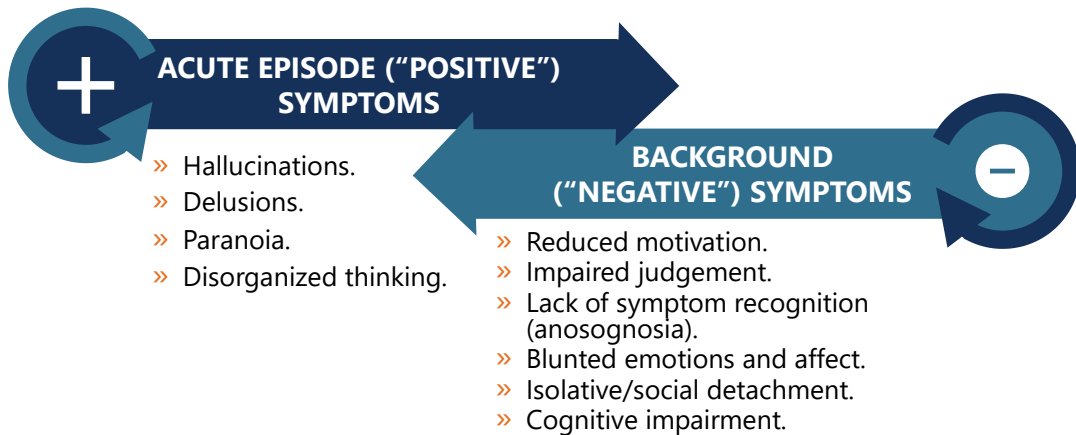 ACUTE EPISODE (“POSITIVE”)
SYMPTOMS
» Hallucinations.
» Delusions.
» Paranoia.
» Disorganized thinking.
BACKGROUND
(“NEGATIVE”) SYMPTOMS
» Reduced motivation.
» Impaired judgement.
» Lack of symptom recognition
(anosognosia).
» Blunted emotions and affect.
» Isolative/social detachment.
» Cognitive impairment.